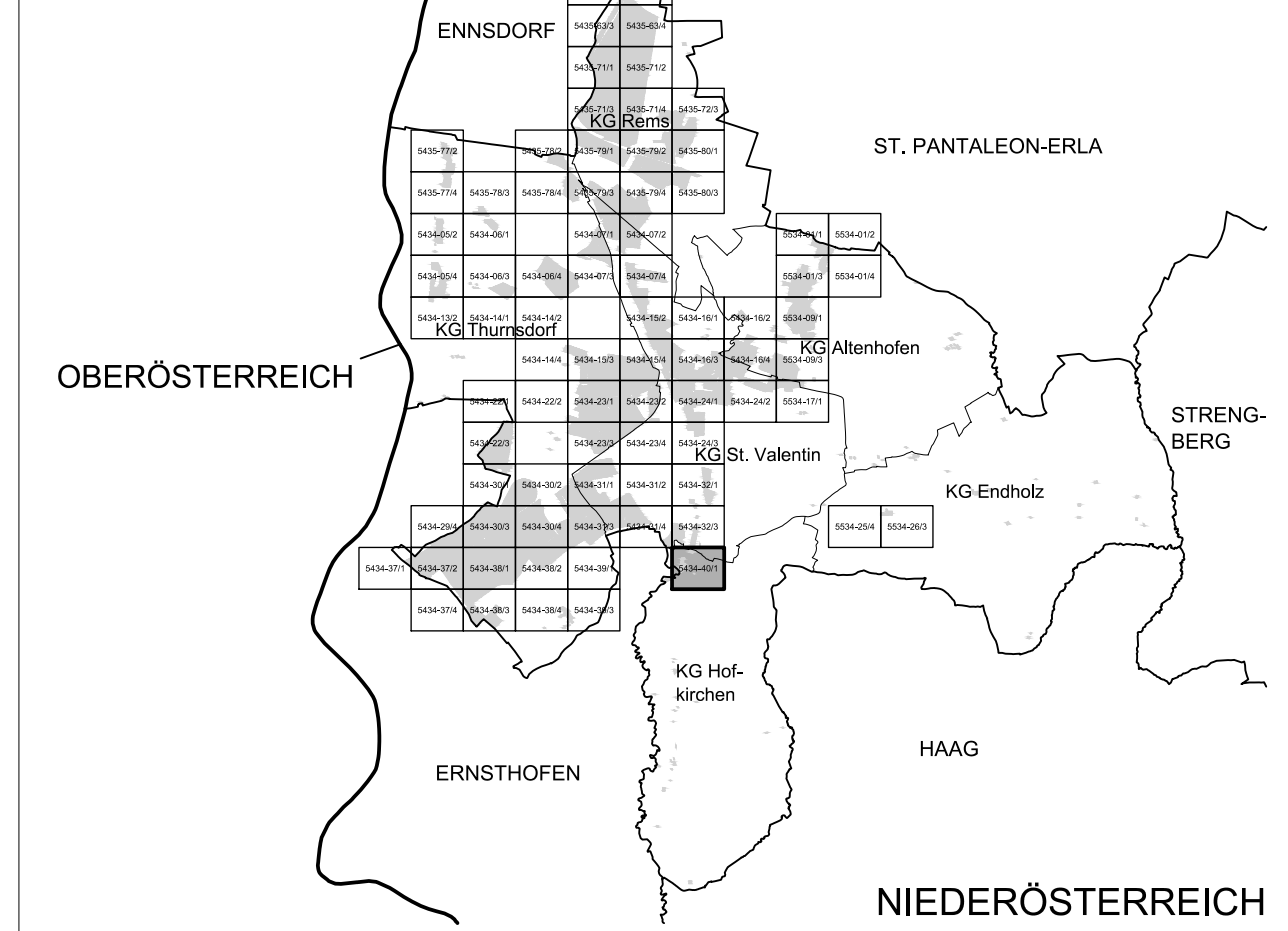 ENNSDORF
5435-63/3 5435-63/4
5435-71/1 5435-71/2
5435-71/3 5435-71/4 5435-72/3
KG Rems
ST. PANTALEON-ERLA
5435-77/2 5435-78/2 5435-79/1 5435-79/2 5435-80/1
5435-77/4 5435-78/3 5435-78/4 5435-79/3 5435-79/4 5435-80/3
5434-05/2 5434-06/1 5434-07/1 5434-07/2 5534-01/1 5534-01/2
5434-05/4 5434-06/3 5434-06/4 5434-07/3 5434-07/4 5534-01/3 5534-01/4
5434-13/2 5434-14/1 5434-14/2 5434-15/2 5434-16/1 5434-16/2 5534-09/1
KG Thurnsdorf
KG Altenhofen
5434-14/4 5434-15/3 5434-15/4 5434-16/3 5434-16/4 5534-09/3
OBERÖSTERREICH
5434-22/1 5434-22/2 5434-23/1 5434-23/2 5434-24/1 5434-24/2 5534-17/1
STRENG-
BERG
5434-22/3 5434-23/3 5434-23/4 5434-24/3
KG St. Valentin
5434-30/1 5434-30/2 5434-31/1 5434-31/2 5434-32/1
KG Endholz
5434-29/4 5434-30/3 5434-30/4 5434-31/3 5434-31/4 5434-32/3 5534-25/4 5534-26/3
5434-37/1 5434-37/2 5434-38/1 5434-38/2 5434-39/1 5434-40/1
5434-37/4 5434-38/3 5434-38/4 5434-39/3
KG Hof-
kirchen
HAAG
ERNSTHOFEN
NIEDERÖSTERREICH